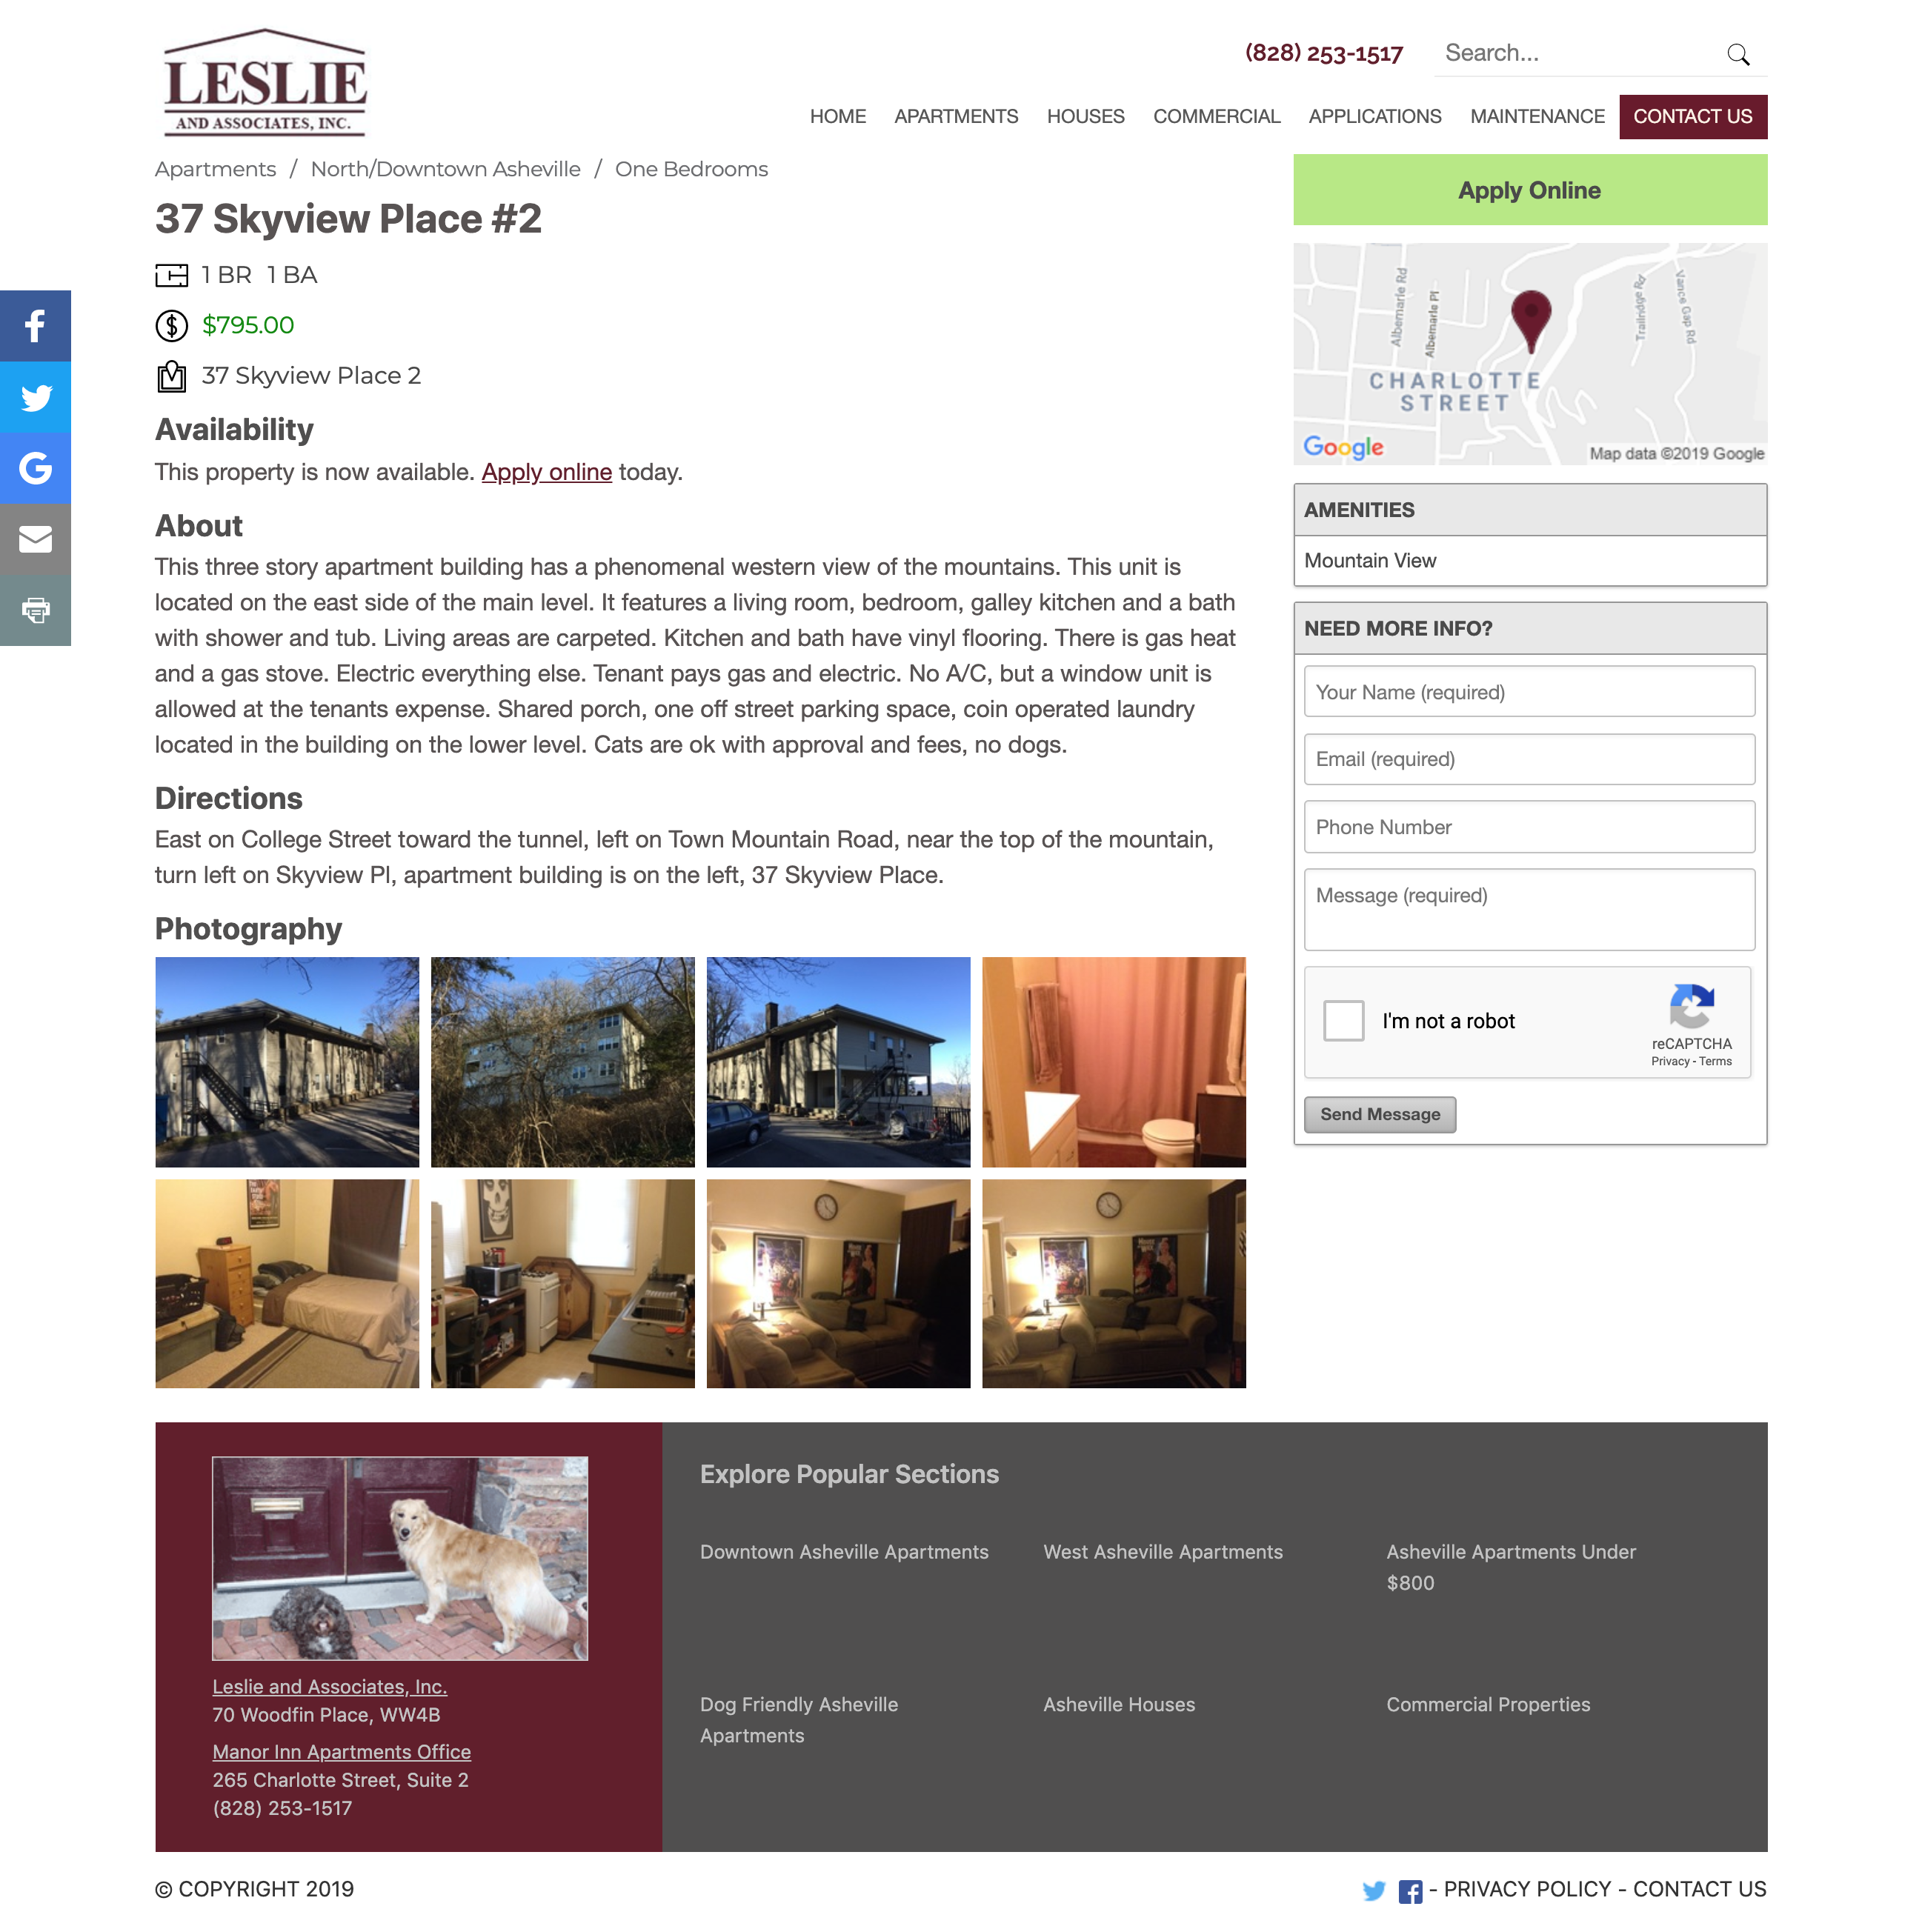 LESLIE
AND ASSOCIATES, INC.
(828) 253-1517
Search...
HOME
APARTMENTS
HOUSES
COMMERCIAL
APPLICATIONS
MAINTENANCE
CONTACT US
Apartments / North/Downtown Asheville / One Bedrooms
37 Skyview Place #2
1 BR 1 BA
$795.00
37 Skyview Place 2
Availability
This property is now available. Apply online today.
About
This three story apartment building has a phenomenal western view of the mountains. This unit is
located on the east side of the main level. It features a living room, bedroom, galley kitchen and a bath
with shower and tub. Living areas are carpeted. Kitchen and bath have vinyl flooring. There is gas heat
and a gas stove. Electric everything else. Tenant pays gas and electric. No A/C, but a window unit is
allowed at the tenants expense. Shared porch, one off street parking space, coin operated laundry
located in the building on the lower level. Cats are ok with approval and fees, no dogs.
Directions
East on College Street toward the tunnel, left on Town Mountain Road, near the top of the mountain,
turn left on Skyview Pl, apartment building is on the left, 37 Skyview Place.
Photography
Apply Online
Albemarle Rd
Albemarle Pl
Trailridge Rd
Vance Gap Rd
CHARLOTTE
STREET
Google
Map data ©2019 Google
AMENITIES
Mountain View
NEED MORE INFO?
Your Name (required)
Email (required)
Phone Number
Message (required)
I'm not a robot
reCAPTCHA
Privacy - Terms
Send Message
Leslie and Associates, Inc.
70 Woodfin Place, WW4B
Manor Inn Apartments Office
265 Charlotte Street, Suite 2
(828) 253-1517
Explore Popular Sections
Downtown Asheville Apartments
West Asheville Apartments
Asheville Apartments Under
$800
Dog Friendly Asheville
Apartments
Asheville Houses
Commercial Properties
© COPYRIGHT 2019
- PRIVACY POLICY - CONTACT US